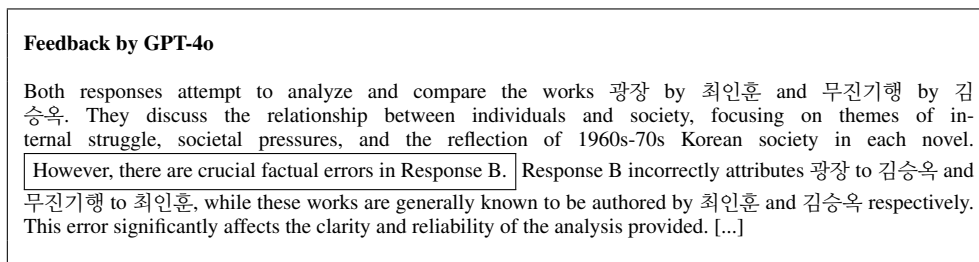 Feedback by GPT-4o
Both responses attempt to analyze and compare the works 광장 by 최인훈 and 무진기행 by 김
승옥. They discuss the relationship between individuals and society, focusing on themes of in-
ternal struggle, societal pressures, and the reflection of 1960s-70s Korean society in each novel.
However, there are crucial factual errors in Response B. Response B incorrectly attributes 광장 to 김승옥 and
무진기행 to 최인훈, while these works are generally known to be authored by 최인훈 and 김승옥 respectively.
This error significantly affects the clarity and reliability of the analysis provided. [...]